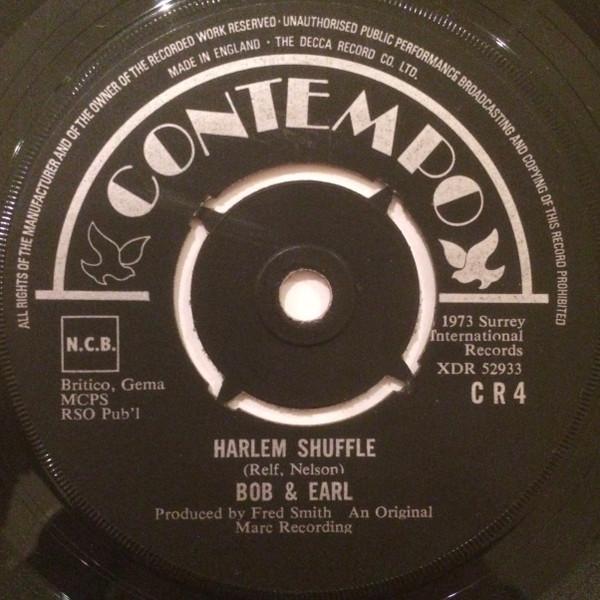 ALL RIGHTS OF THE MANUFACTURER AND OF THE OWNER OF THE RECORDED WORK RESERVED · UNAUTHORISED PUBLIC PERFORMANCE BROADCASTING AND COPYING OF THIS RECORD PROHIBITED
MADE IN ENGLAND · THE DECCA RECORD CO. LTD.
CONTEMPO
N.C.B.
Britico, Gema
MCPS
RSO Pub'l
1973 Surrey
International
Records
XDR 52933
CR4
HARLEM SHUFFLE
(Relf, Nelson)
BOB & EARL
Produced by Fred Smith An Original
Marc Recording